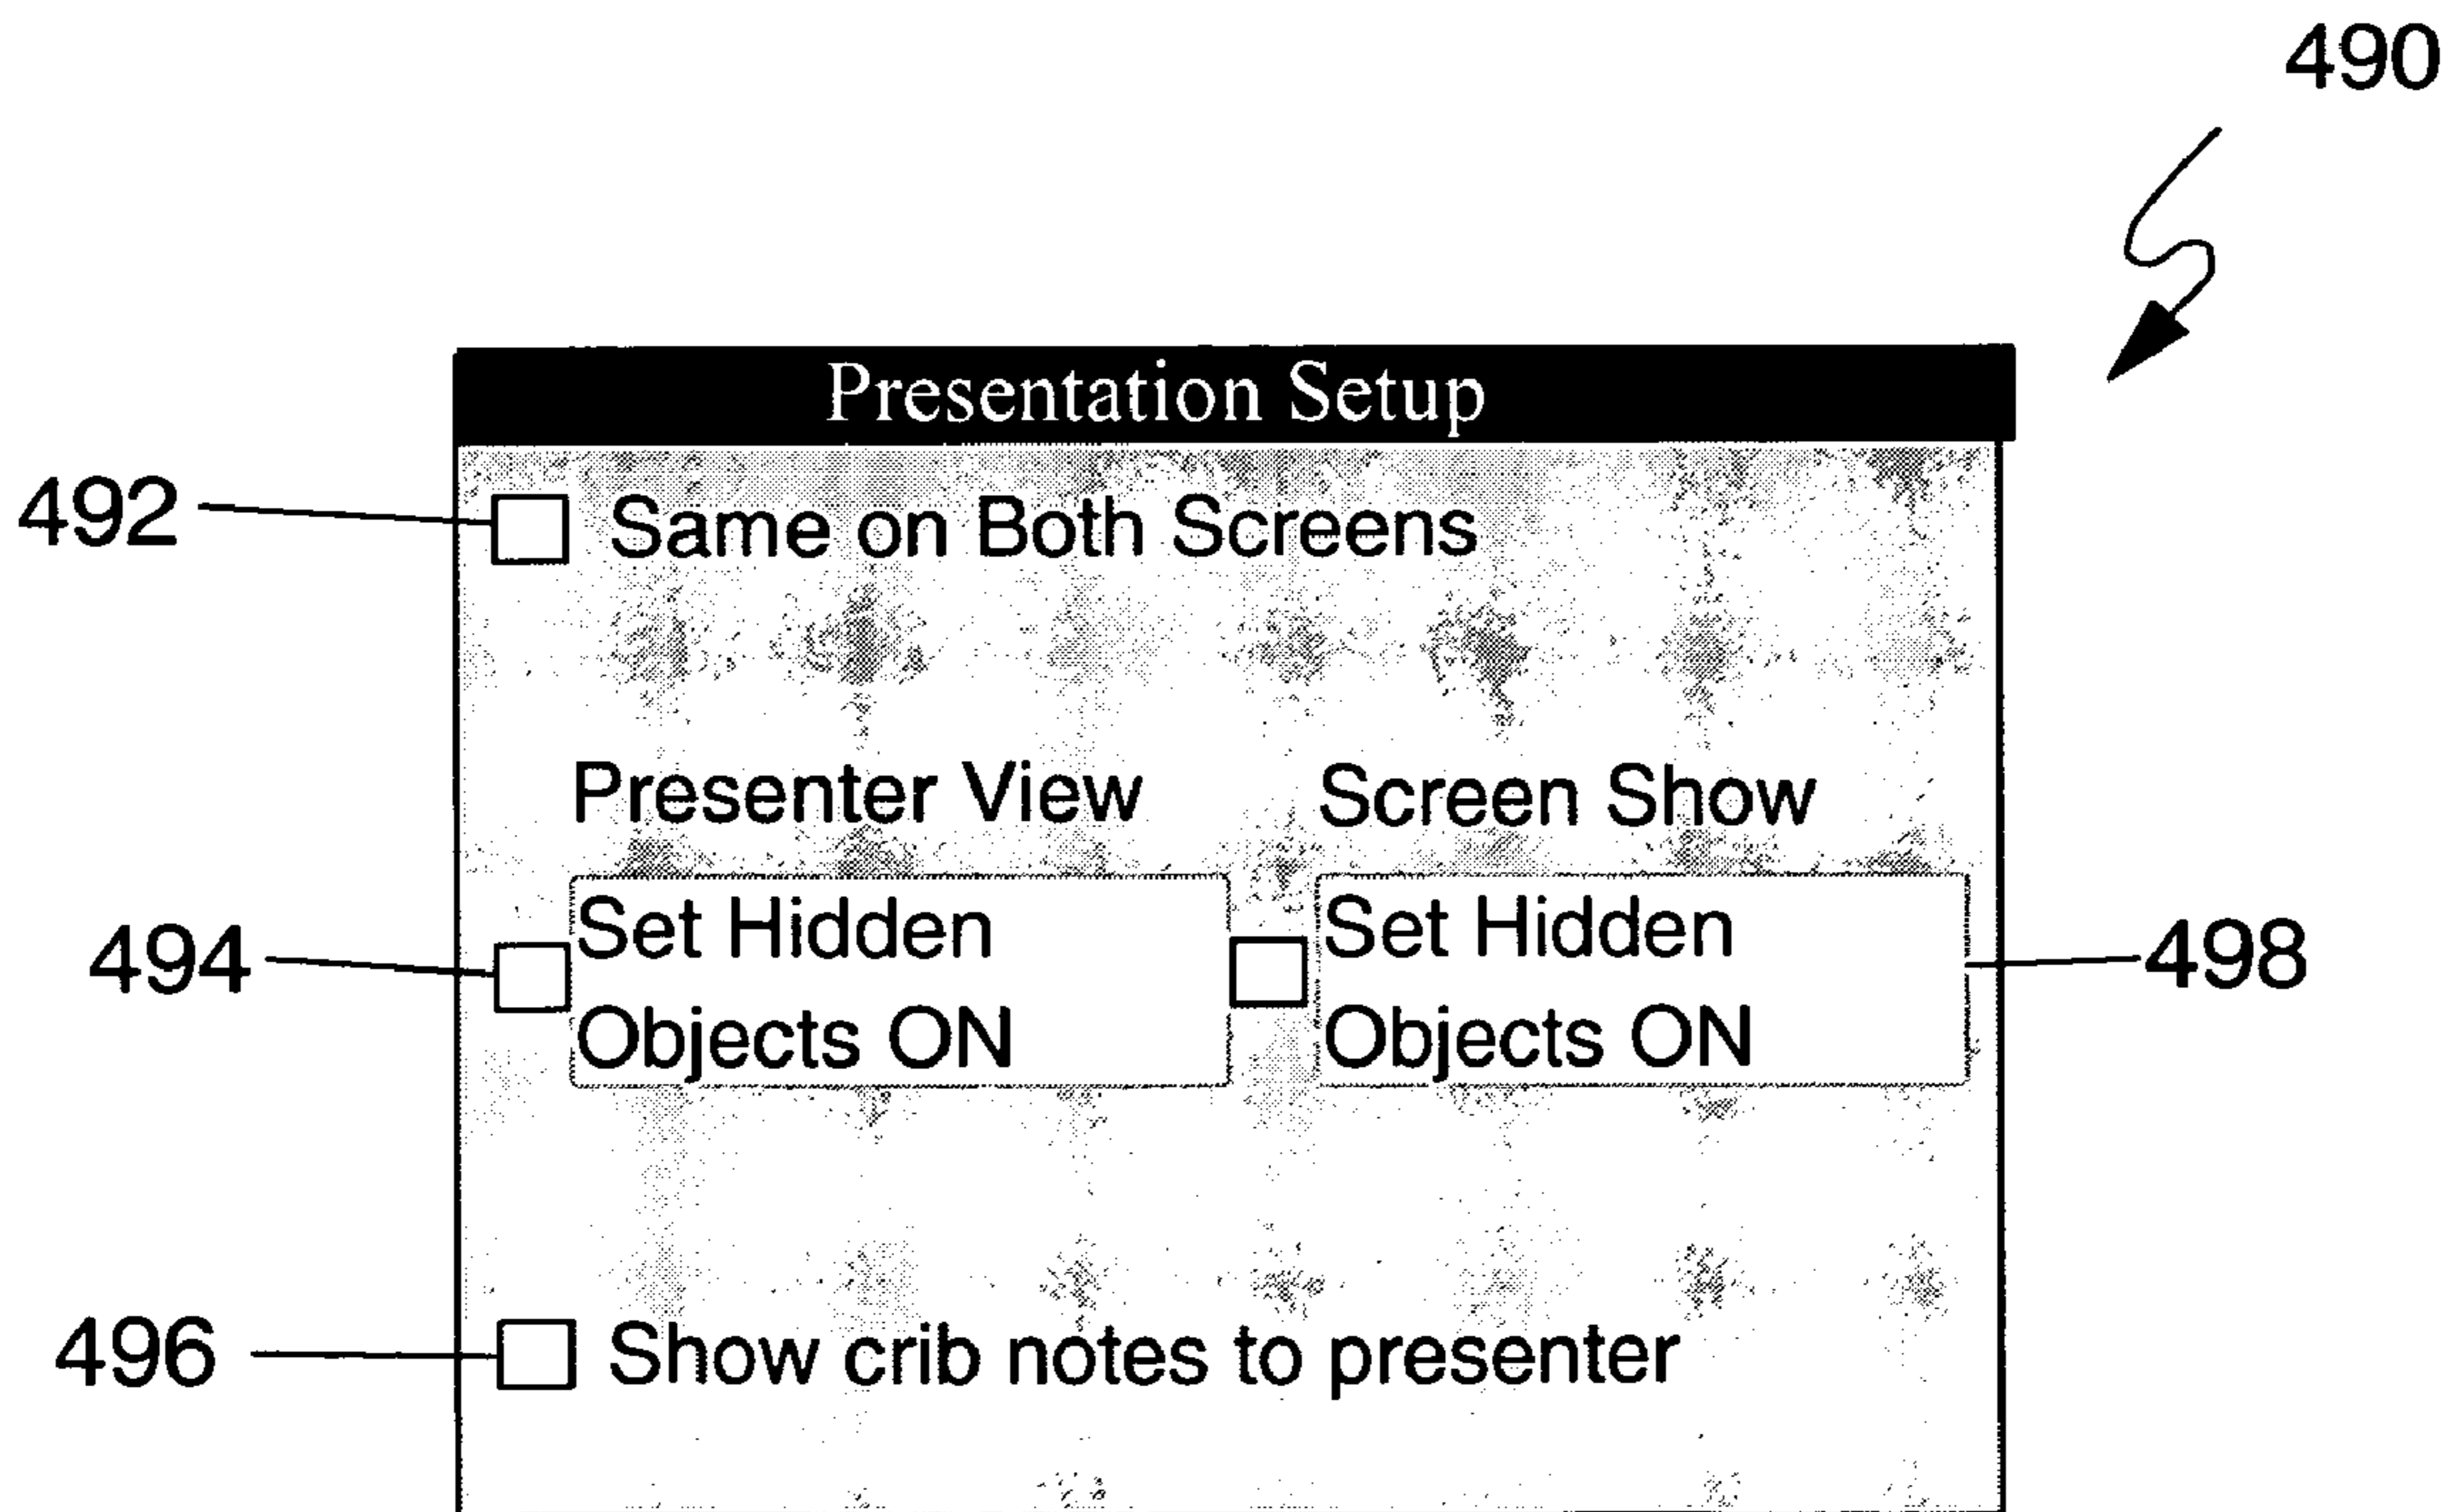 490
Presentation Setup
492
Same on Both Screens
Presenter View
Screen Show
494
Set Hidden
Objects ON
Set Hidden
Objects ON
498
496
Show crib notes to presenter